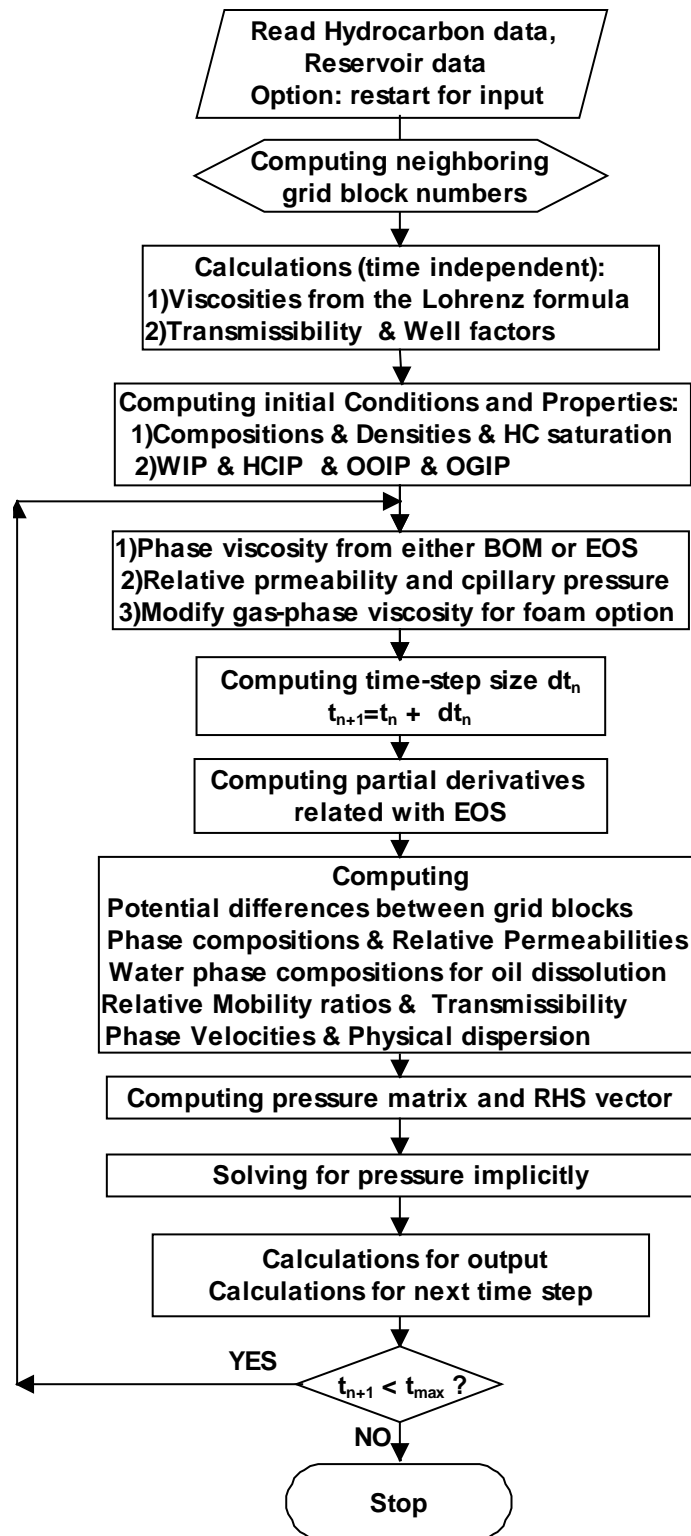 Read Hydrocarbon data,
Reservoir data
Option: restart for input
Computing neighboring
grid block numbers
Calculations (time independent):
1)Viscosities from the Lohrenz formula
2)Transmissibility & Well factors
Computing initial Conditions and Properties:
1)Compositions & Densities & HC saturation
2)WIP & HCIP & OOIP & OGIP
1)Phase viscosity from either BOM or EOS
2)Relative prmeability and cpillary pressure
3)Modify gas-phase viscosity for foam option
Computing time-step size dtₙ
tₙ₊₁=tₙ + dtₙ
Computing partial derivatives
related with EOS
Computing
Potential differences between grid blocks
Phase compositions & Relative Permeabilities
Water phase compositions for oil dissolution
Relative Mobility ratios & Transmissibility
Phase Velocities & Physical dispersion
Computing pressure matrix and RHS vector
Solving for pressure implicitly
Calculations for output
Calculations for next time step
YES
tₙ₊₁ < tₘₐₓ ?
NO
Stop